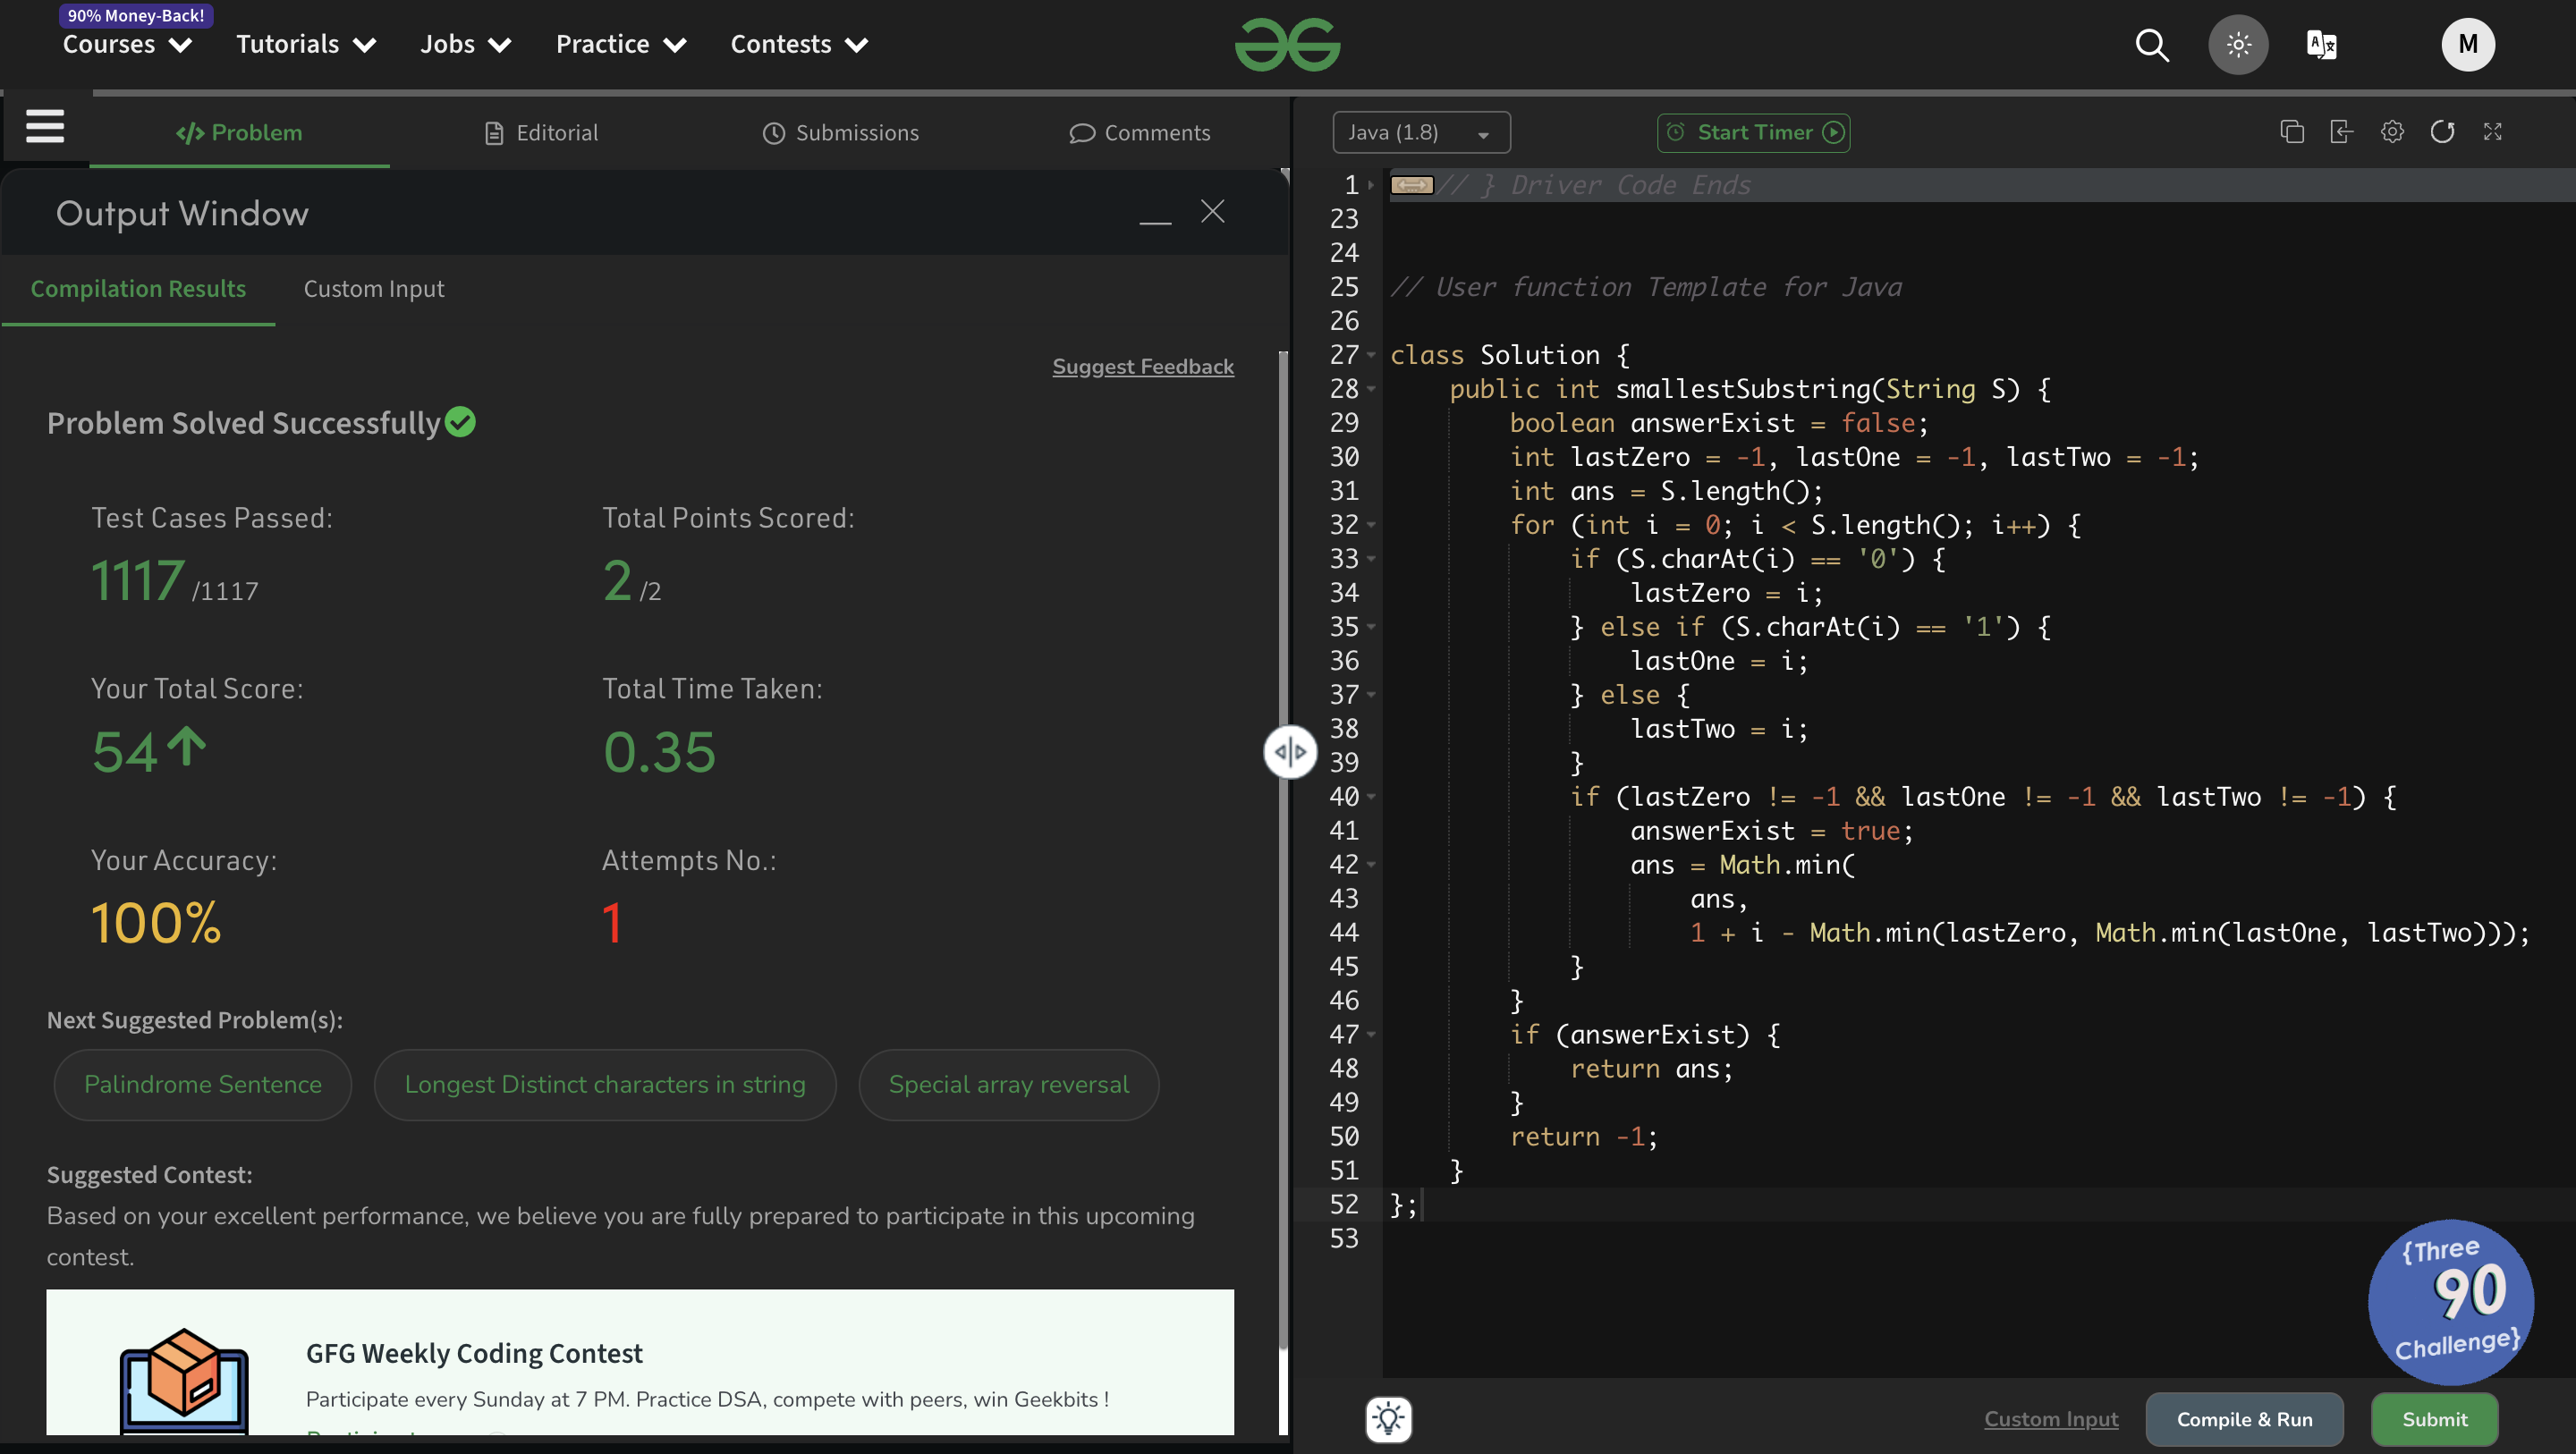 90% Money-Back!
Courses Tutorials Jobs Practice Contests
M
Problem Editorial Submissions Comments
Output Window
Compilation Results Custom Input
Suggest Feedback
Problem Solved Successfully
Test Cases Passed: Total Points Scored:
1117 /1117 2 /2
Your Total Score: Total Time Taken:
54 0.35
Your Accuracy: Attempts No.:
100% 1
Next Suggested Problem(s):
Palindrome Sentence Longest Distinct characters in string Special array reversal
Suggested Contest:
Based on your excellent performance, we believe you are fully prepared to participate in this upcoming
contest.
GFG Weekly Coding Contest
Participate every Sunday at 7 PM. Practice DSA, compete with peers, win Geekbits !
Java (1.8) Start Timer
1 // } Driver Code Ends
23
24
25 // User function Template for Java
26
27 class Solution {
28     public int smallestSubstring(String S) {
29         boolean answerExist = false;
30         int lastZero = -1, lastOne = -1, lastTwo = -1;
31         int ans = S.length();
32         for (int i = 0; i < S.length(); i++) {
33             if (S.charAt(i) == '0') {
34                 lastZero = i;
35             } else if (S.charAt(i) == '1') {
36                 lastOne = i;
37             } else {
38                 lastTwo = i;
39             }
40             if (lastZero != -1 && lastOne != -1 && lastTwo != -1) {
41                 answerExist = true;
42                 ans = Math.min(
43                     ans,
44                     1 + i - Math.min(lastZero, Math.min(lastOne, lastTwo)));
45             }
46         }
47         if (answerExist) {
48             return ans;
49         }
50         return -1;
51     }
52 };
53
{Three
90
Challenge}
Custom Input Compile & Run Submit